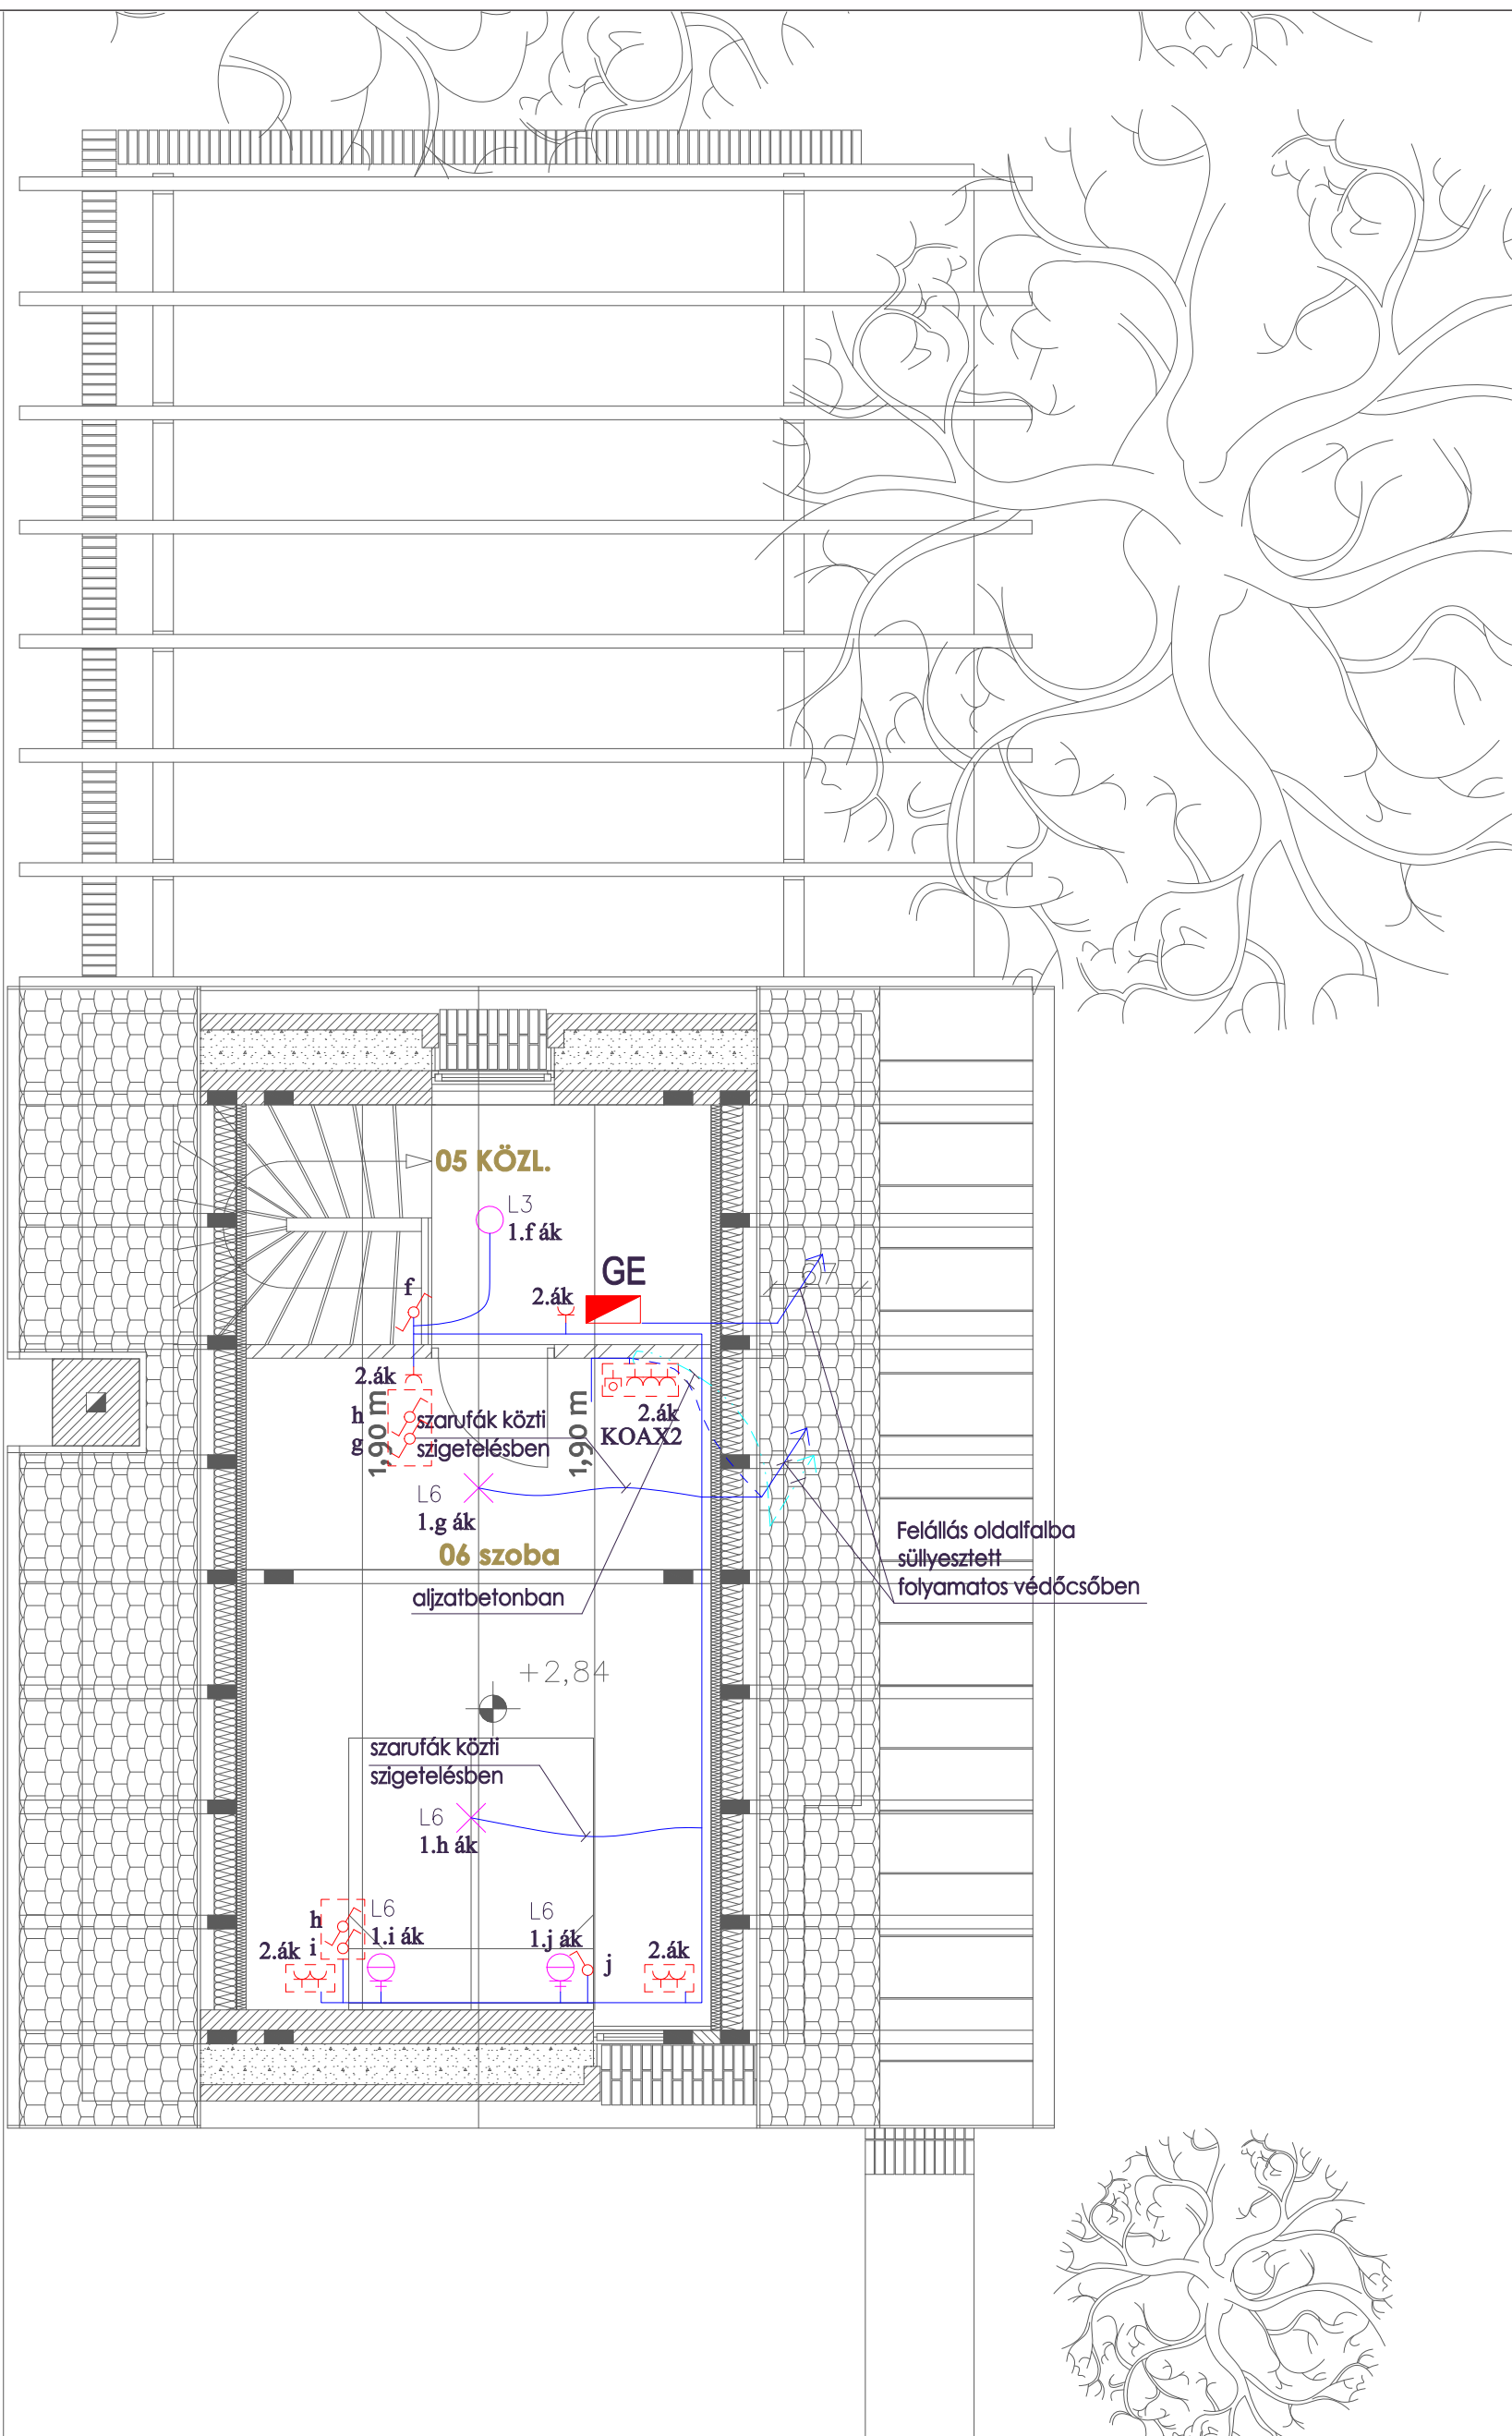 05 KÖZL.
L3
1.f ák
GE
f
2.ák
2.ák
h
g
1,90 m
1,90 m
szarufák közti
szigetelésben
2.ák
KOAX2
L6
1.g ák
06 szoba
aljzatbetonban
Felállás oldalfalba
süllyesztett
folyamatos védőcsőben
+2,84
szarufák közti
szigetelésben
L6
1.h ák
h
i
L6
1.i ák
L6
1.j ák
j
2.ák
2.ák